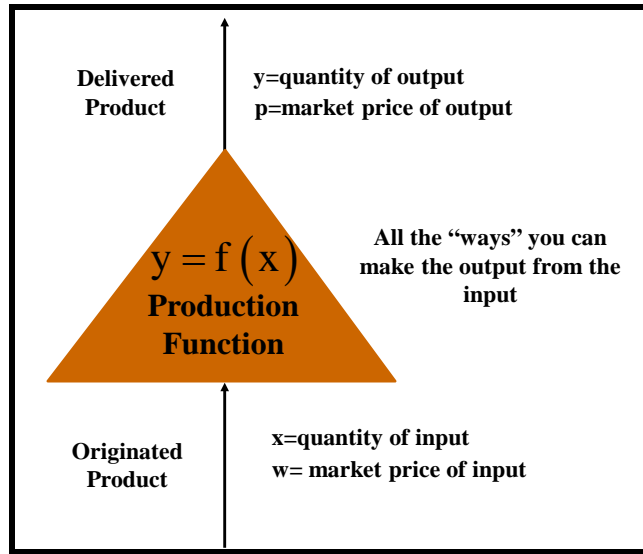 Delivered
Product
y=quantity of output
p=market price of output
y = f (x)
Production
Function
All the “ways” you can
make the output from the
input
Originated
Product
x=quantity of input
w= market price of input